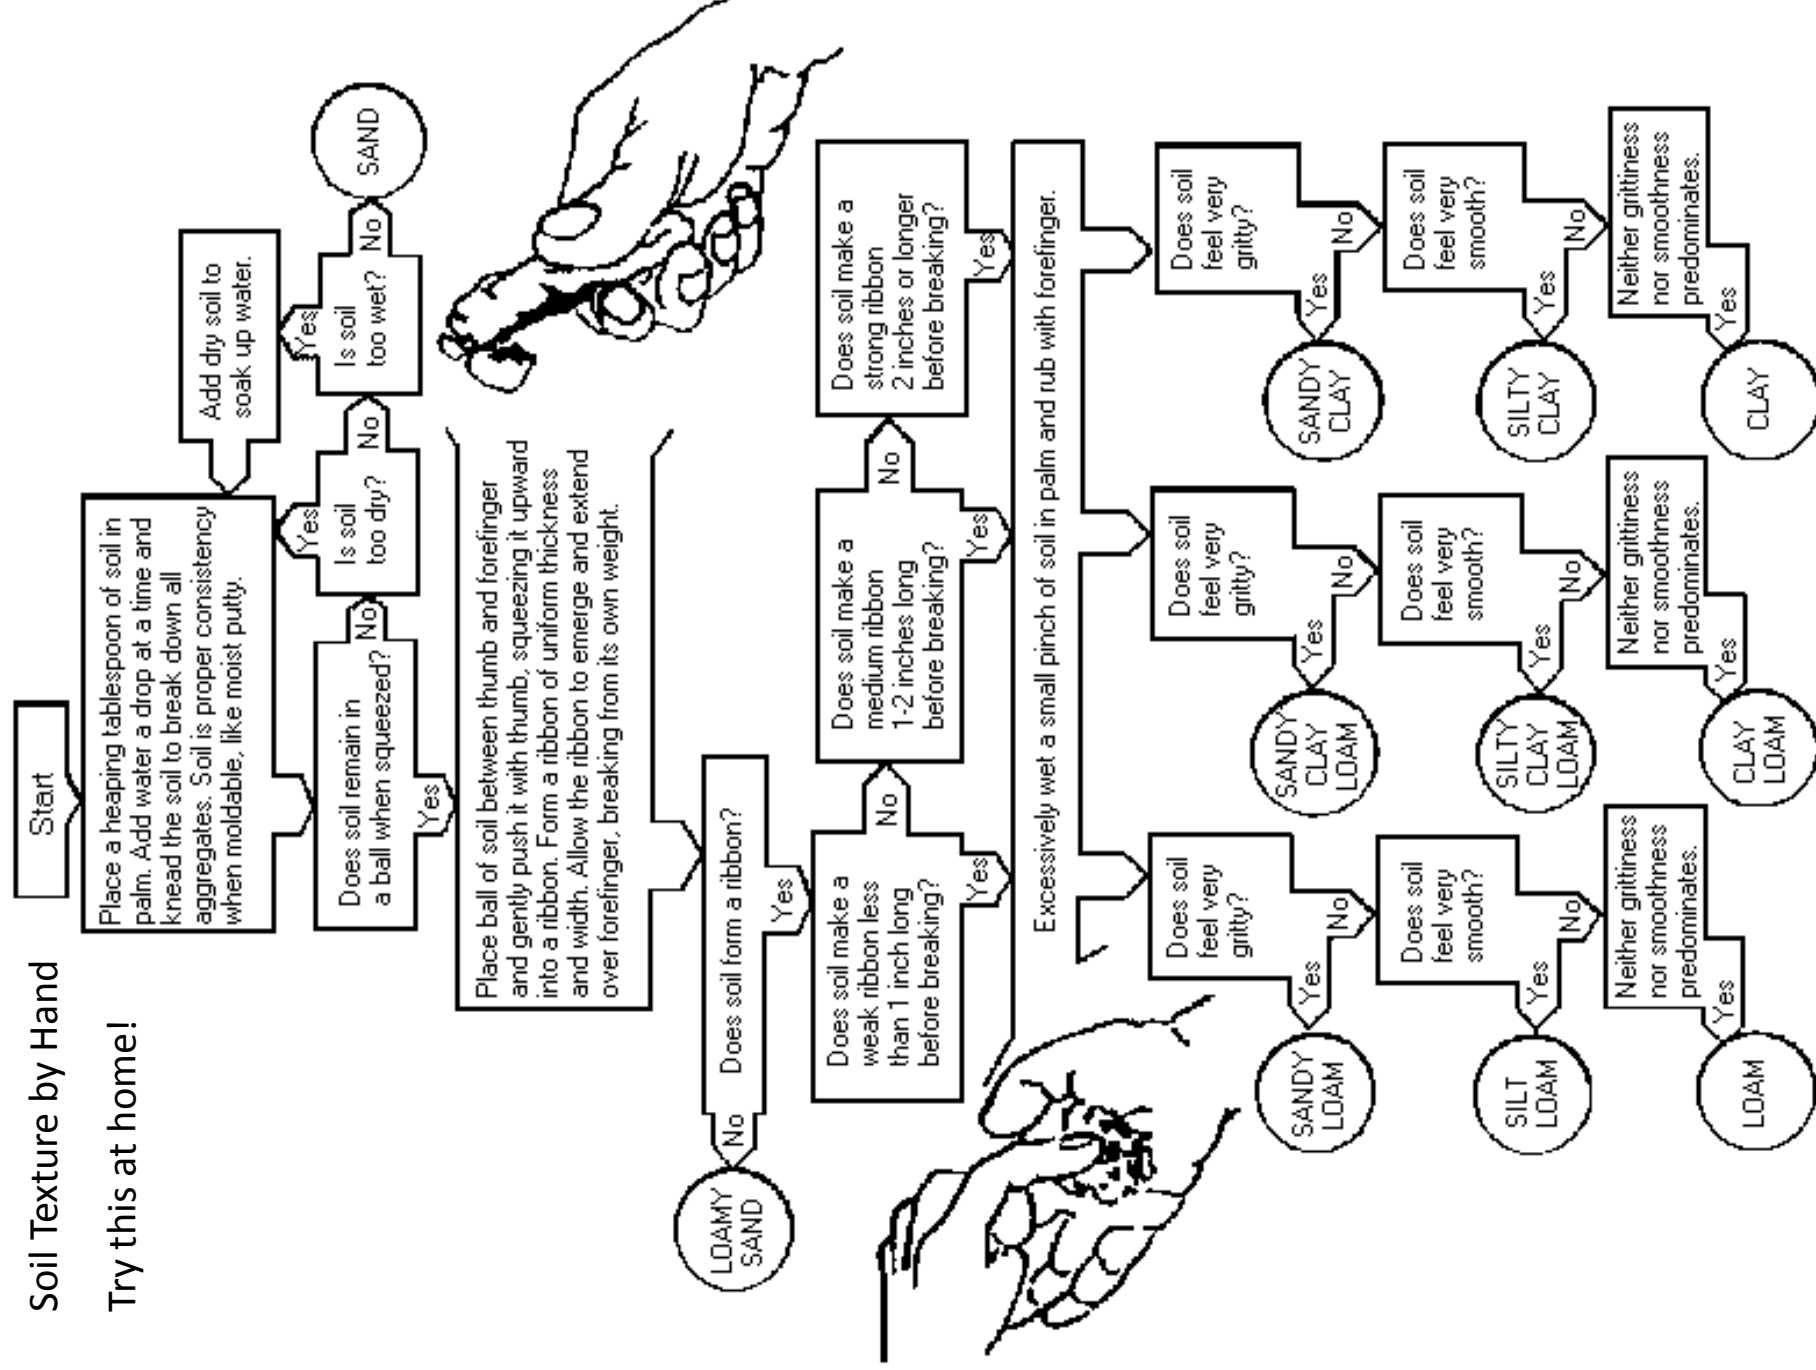 Soil Texture by Hand
Try this at home!
Start
Place a heaping tablespoon of soil in
palm. Add water a drop at a time and
knead the soil to break down all
aggregates. Soil is proper consistency
when moldable, like moist putty.
Add dry soil to
soak up water.
Does soil remain in
a ball when squeezed?
No
Is soil
too dry?
Yes
No
Is soil
too wet?
Yes
No
SAND
Yes
Place ball of soil between thumb and forefinger
and gently push it with thumb, squeezing it upward
into a ribbon. Form a ribbon of uniform thickness
and width. Allow the ribbon to emerge and extend
over forefinger, breaking from its own weight.
Does soil form a ribbon?
No
LOAMY
SAND
Yes
Does soil make a
weak ribbon less
than 1 inch long
before breaking?
No
Yes
Does soil make a
medium ribbon
1-2 inches long
before breaking?
No
Yes
Does soil make a
strong ribbon
2 inches or longer
before breaking?
Yes
Excessively wet a small pinch of soil in palm and rub with forefinger.
Does soil
feel very
gritty?
Yes
SANDY
LOAM
No
Does soil
feel very
smooth?
Yes
SILT
LOAM
No
Neither grittiness
nor smoothness
predominates.
Yes
LOAM
Does soil
feel very
gritty?
Yes
SANDY
CLAY
LOAM
No
Does soil
feel very
smooth?
Yes
SILTY
CLAY
LOAM
No
Neither grittiness
nor smoothness
predominates.
Yes
CLAY
LOAM
Does soil
feel very
gritty?
Yes
SANDY
CLAY
No
Does soil
feel very
smooth?
Yes
SILTY
CLAY
No
Neither grittiness
nor smoothness
predominates.
Yes
CLAY